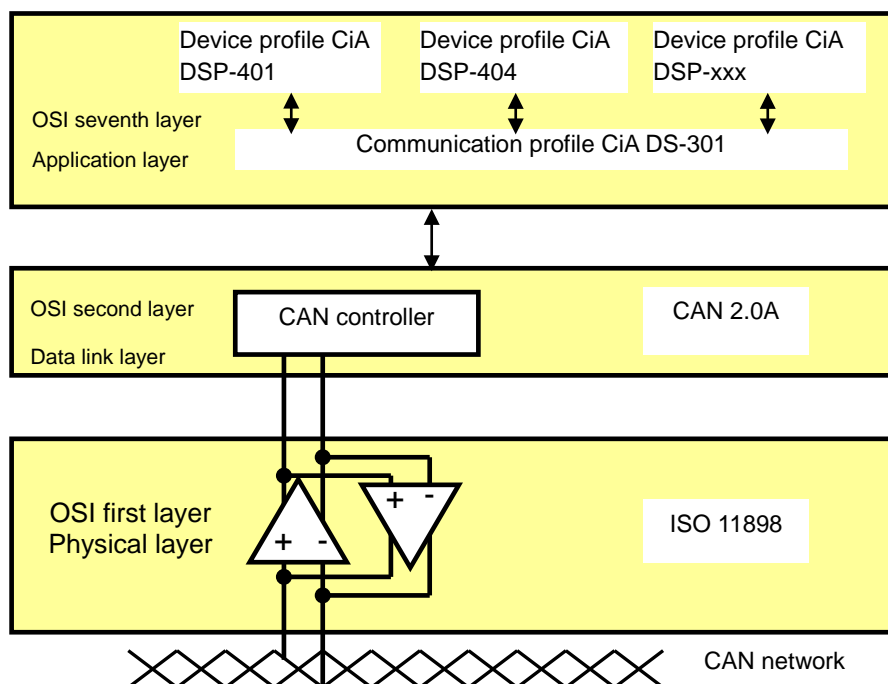 Device profile CiA
DSP-401
Device profile CiA
DSP-404
Device profile CiA
DSP-xxx
OSI seventh layer
Application layer
Communication profile CiA DS-301
OSI second layer
Data link layer
CAN controller
CAN 2.0A
OSI first layer
Physical layer
+
-
+
-
ISO 11898
CAN network